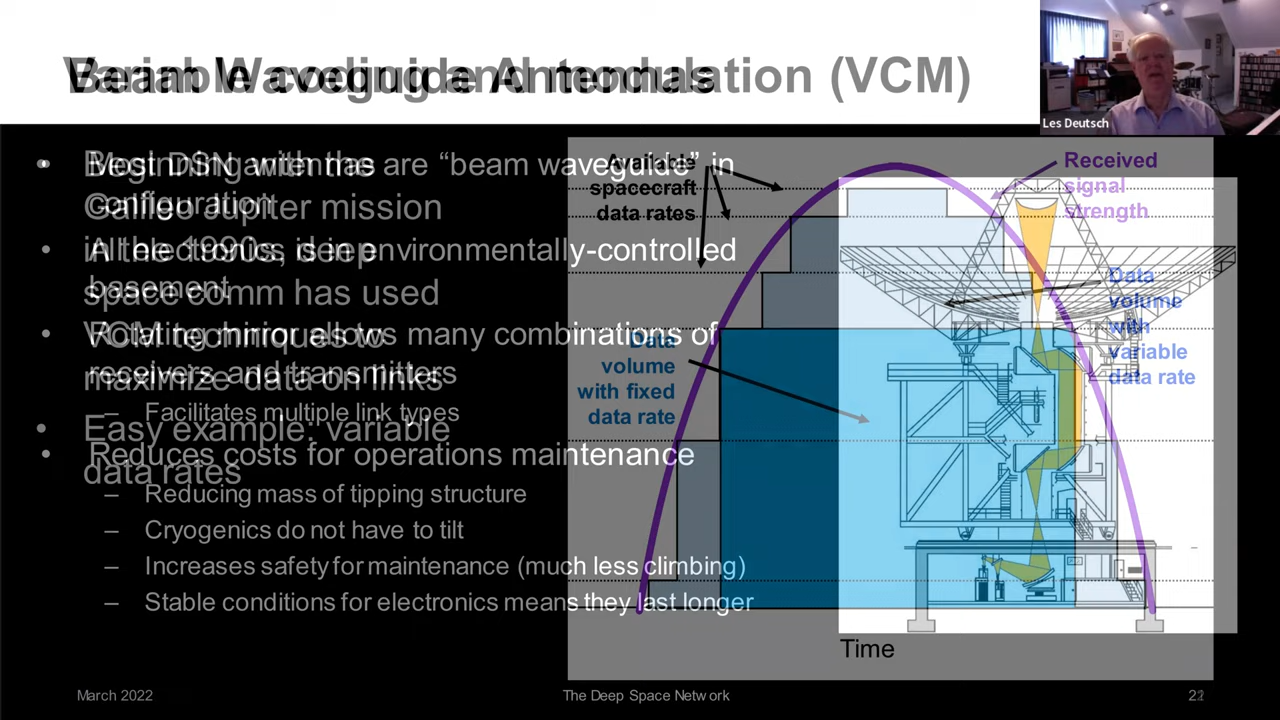 Beam Waveguide Antennas
• Most DSN antennas are “beam waveguide” in
configuration
• All electronics is in environmentally-controlled
basement
• Rotating mirror allows many combinations of
receivers and transmitters
– Facilitates multiple link types
• Reduces costs for operations maintenance
– Reducing mass of tipping structure
– Cryogenics do not have to tilt
– Increases safety for maintenance (much less climbing)
– Stable conditions for electronics means they last longer
Variable coding and modulation (VCM)
• Beginning with the
Galileo Jupiter mission
in the 1990s, deep
space comm has used
VCM techniques to
maximize data on links
• Easy example: variable
data rates
Available
spacecraft
data rates
Received
signal
strength
Data
volume
with
variable
data rate
Data
volume
with fixed
data rate
Time
Les Deutsch
March 2022
The Deep Space Network